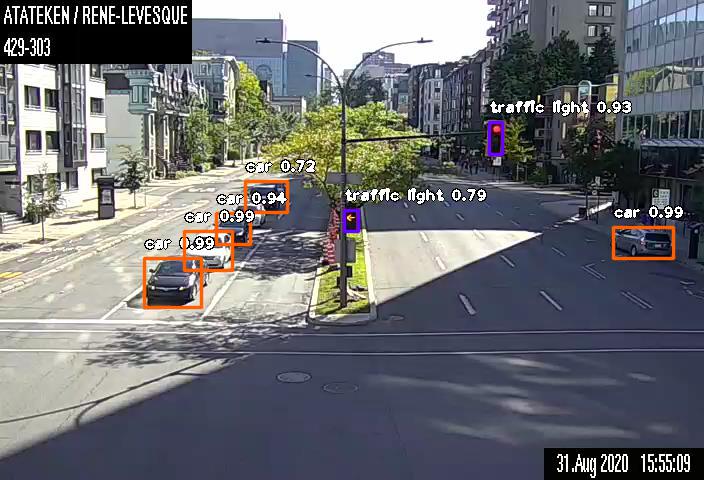 ATATEKEN / RENE-LEVESQUE
429-303
traffic light 0.93
car 0.72
traffic light 0.79
car 0.94
car 0.99
car 0.99
car 0.99
31.Aug 2020 15:55:09